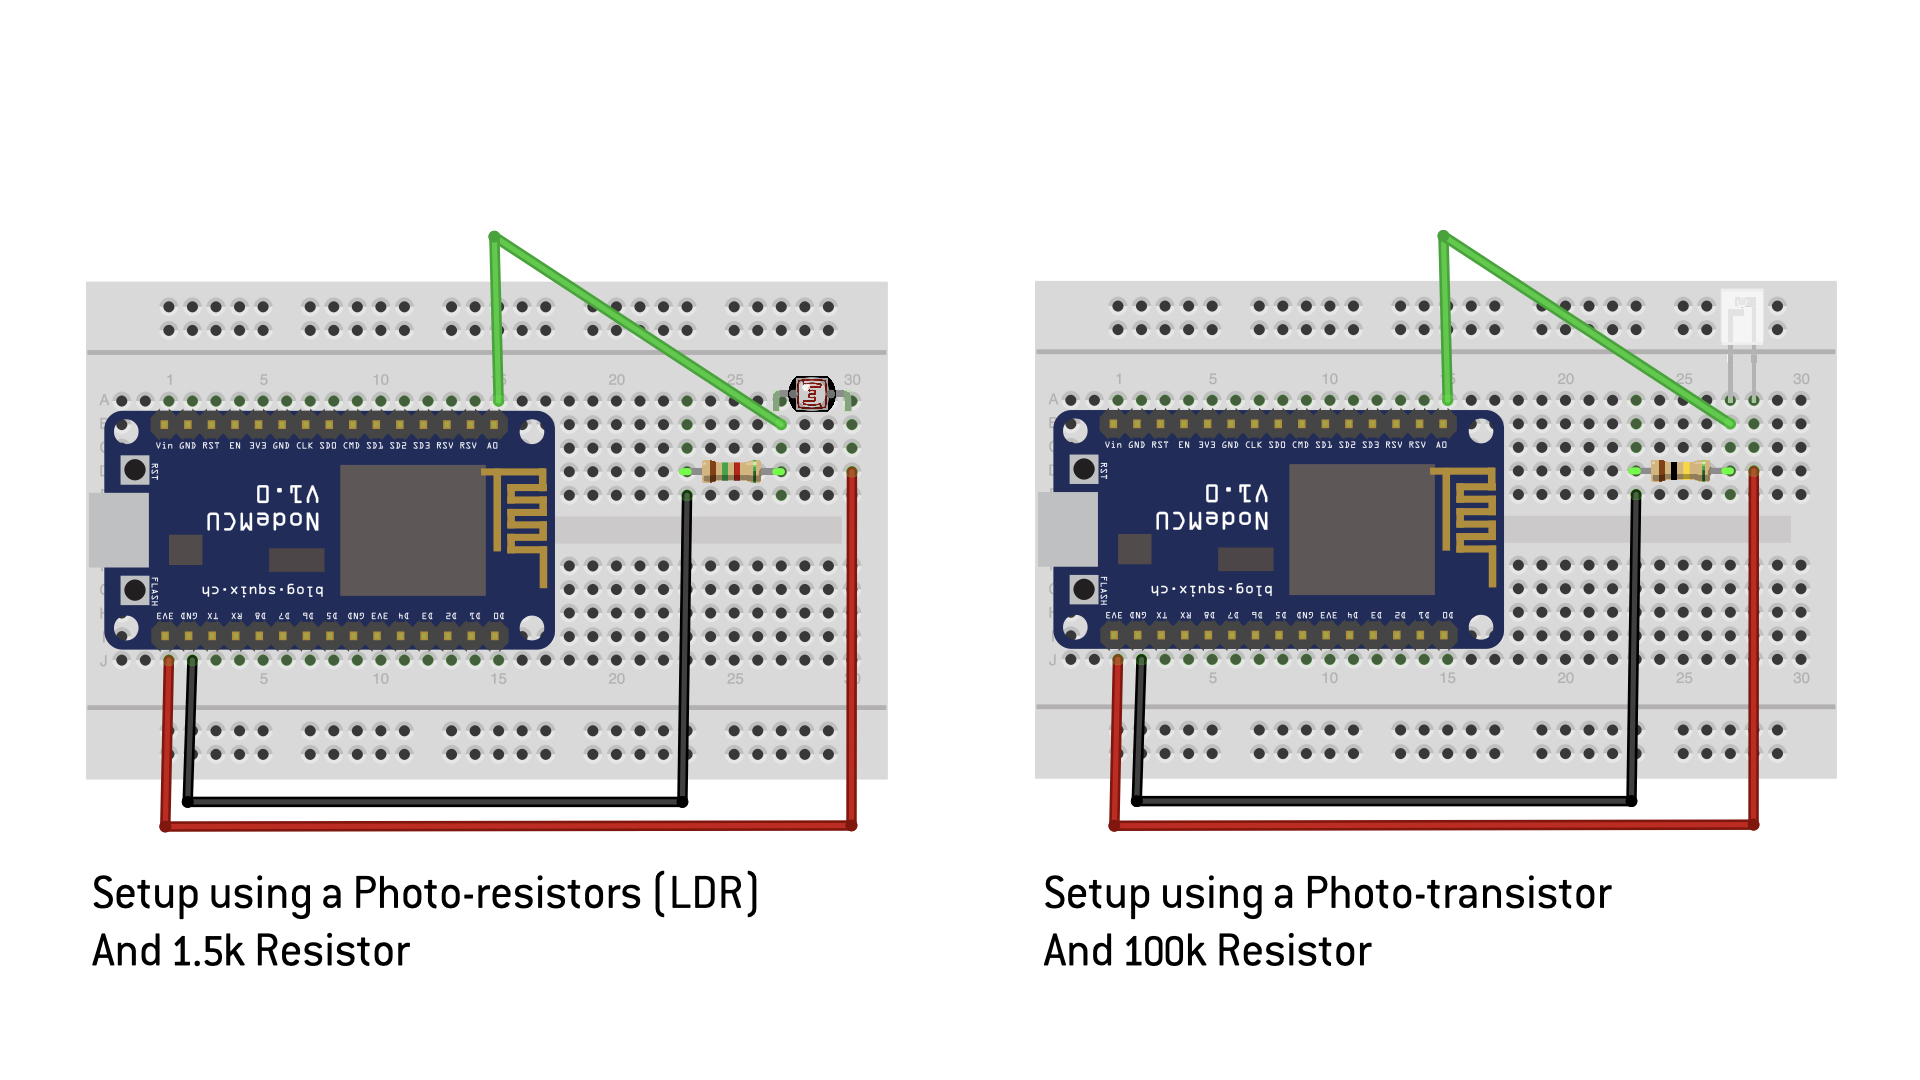 1 5 10 15 20 25 30
A
Vin GND RST EN 3V3 GND CLK SD0 CMD SD1 SD2 SD3 RSV RSV A0
RST
V1.0
NodeMCU
blog.squix.ch
FLASH
3V3 GND TX RX D8 D7 D6 D5 GND 3V3 D4 D3 D2 D1 D0
J
5 10 15 20 25 30
Setup using a Photo-resistors (LDR)
And 1.5k Resistor
1 5 10 15 20 25 30
A
Vin GND RST EN 3V3 GND CLK SD0 CMD SD1 SD2 SD3 RSV RSV A0
RST
V1.0
NodeMCU
blog.squix.ch
FLASH
3V3 GND TX RX D8 D7 D6 D5 GND 3V3 D4 D3 D2 D1 D0
J
5 10 15 20 25 30
Setup using a Photo-transistor
And 100k Resistor